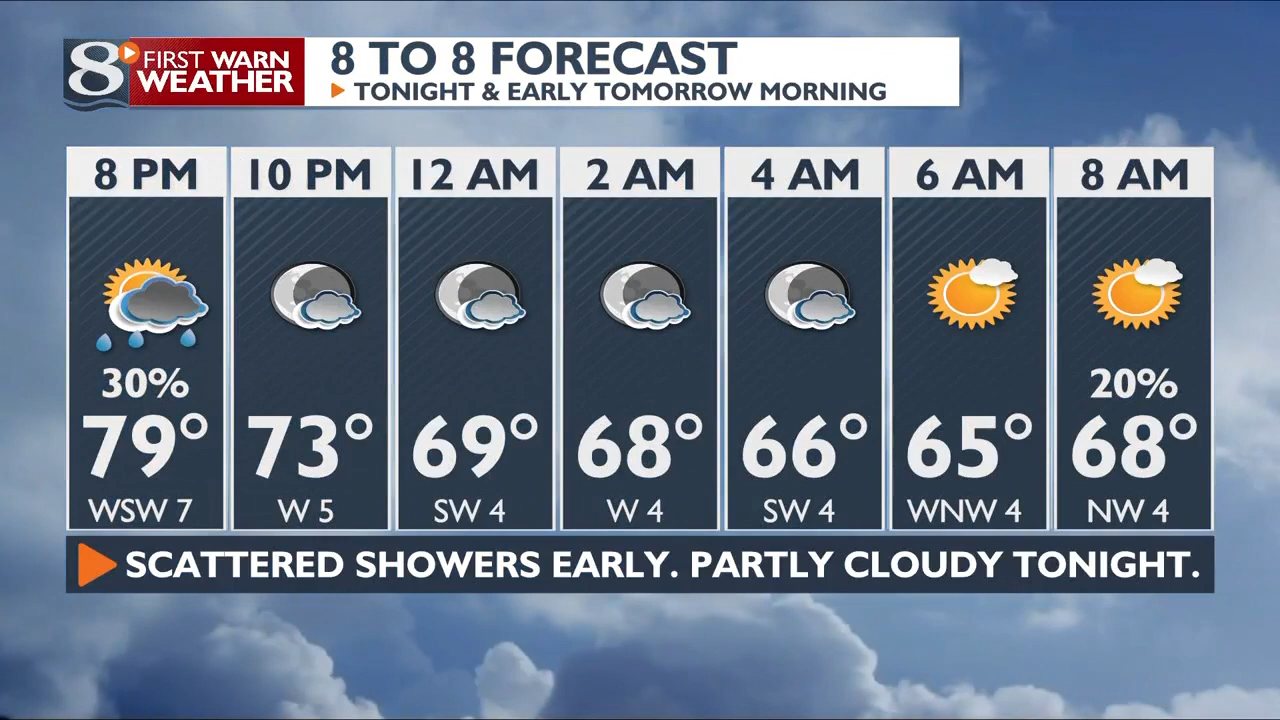 8 FIRST WARN WEATHER
8 TO 8 FORECAST
TONIGHT & EARLY TOMORROW MORNING
8 PM 10 PM 12 AM 2 AM 4 AM 6 AM 8 AM
30% 20%
79° 73° 69° 68° 66° 65° 68°
WSW 7 W 5 SW 4 W 4 SW 4 WNW 4 NW 4
SCATTERED SHOWERS EARLY. PARTLY CLOUDY TONIGHT.